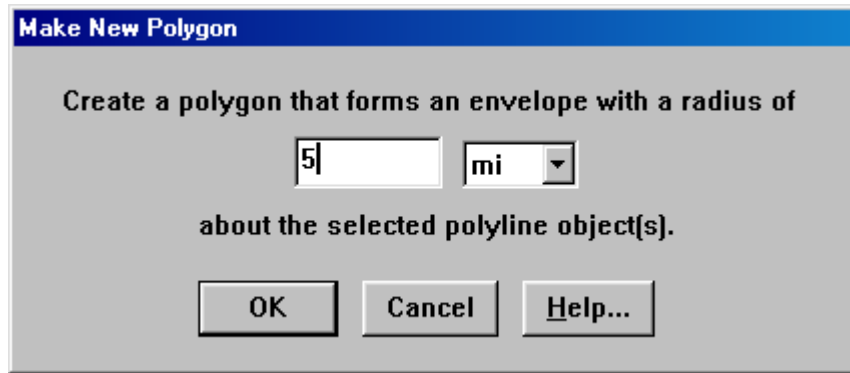 Make New Polygon
Create a polygon that forms an envelope with a radius of
5 mi
about the selected polyline object(s).
OK Cancel Help...